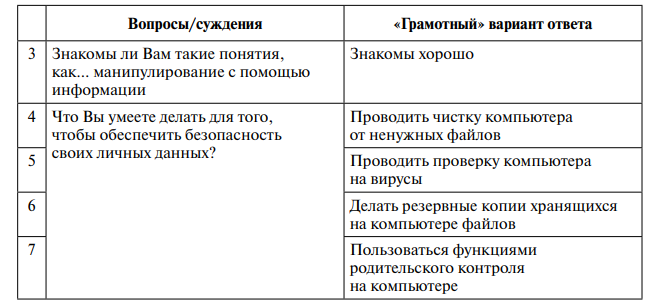 Вопросы/суждения
«Грамотный» вариант ответа
3
Знакомы ли Вам такие понятия,
как... манипулирование с помощью
информации
Знакомы хорошо
4
Что Вы умеете делать для того,
чтобы обеспечить безопасность
своих личных данных?
Проводить чистку компьютера
от ненужных файлов
5
Проводить проверку компьютера
на вирусы
6
Делать резервные копии хранящихся
на компьютере файлов
7
Пользоваться функциями
родительского контроля
на компьютере